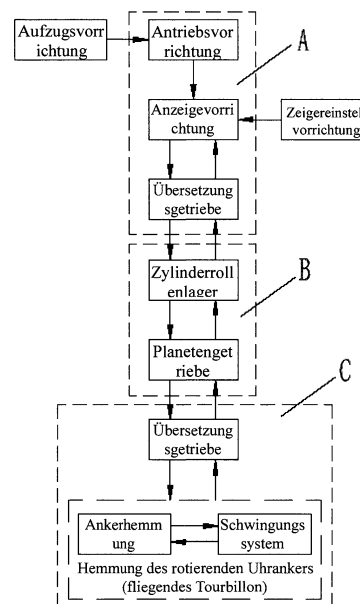 Aufzugsvorr
ichtung
Antriebsvor
richtung
A
Anzeigevorri
chtung
Zeigereinstel
vorrichtung
Übersetzung
sgetriebe
Zylinderroll
enlager
B
Planetenget
riebe
C
Übersetzung
sgetriebe
Ankerhemm
ung
Schwingungs
system
Hemmung des rotierenden Uhrankers
(fliegendes Tourbillon)